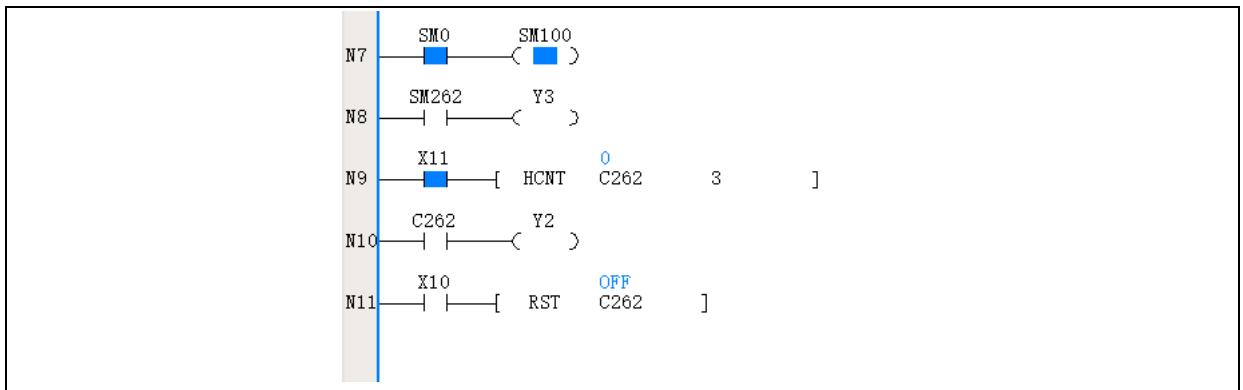 SM0 SM100
N7
SM262 Y3
N8
X11 0
N9 [ HCNT C262 3 ]
C262 Y2
N10
X10 OFF
N11 [ RST C262 ]